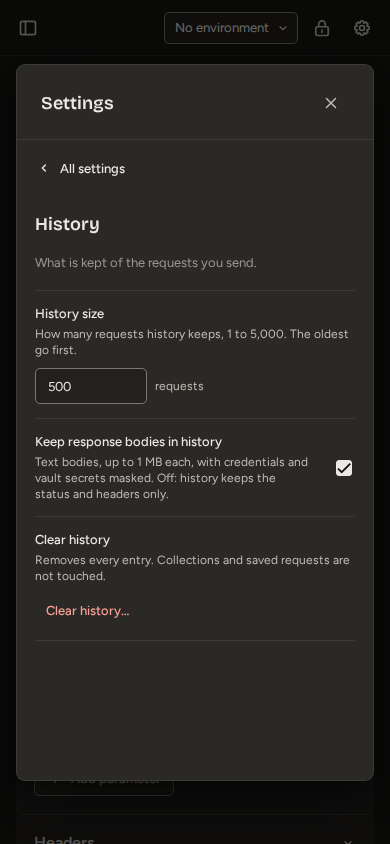 No environment
Settings
All settings
History
What is kept of the requests you send.
History size
How many requests history keeps, 1 to 5,000. The oldest
go first.
500 requests
Keep response bodies in history
Text bodies, up to 1 MB each, with credentials and
vault secrets masked. Off: history keeps the
status and headers only.
Clear history
Removes every entry. Collections and saved requests are
not touched.
Clear history...
Add parameter
Headers